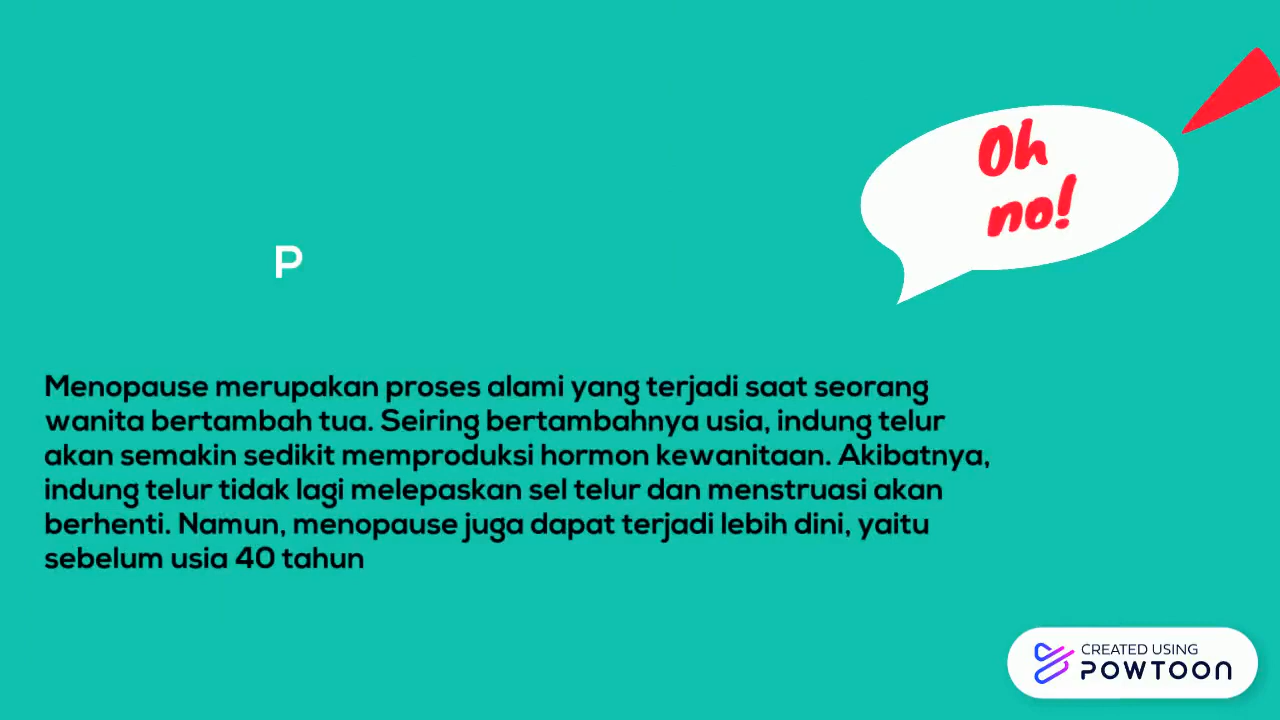 Oh
no!
P
Menopause merupakan proses alami yang terjadi saat seorang
wanita bertambah tua. Seiring bertambahnya usia, indung telur
akan semakin sedikit memproduksi hormon kewanitaan. Akibatnya,
indung telur tidak lagi melepaskan sel telur dan menstruasi akan
berhenti. Namun, menopause juga dapat terjadi lebih dini, yaitu
sebelum usia 40 tahun
CREATED USING
POWTOON